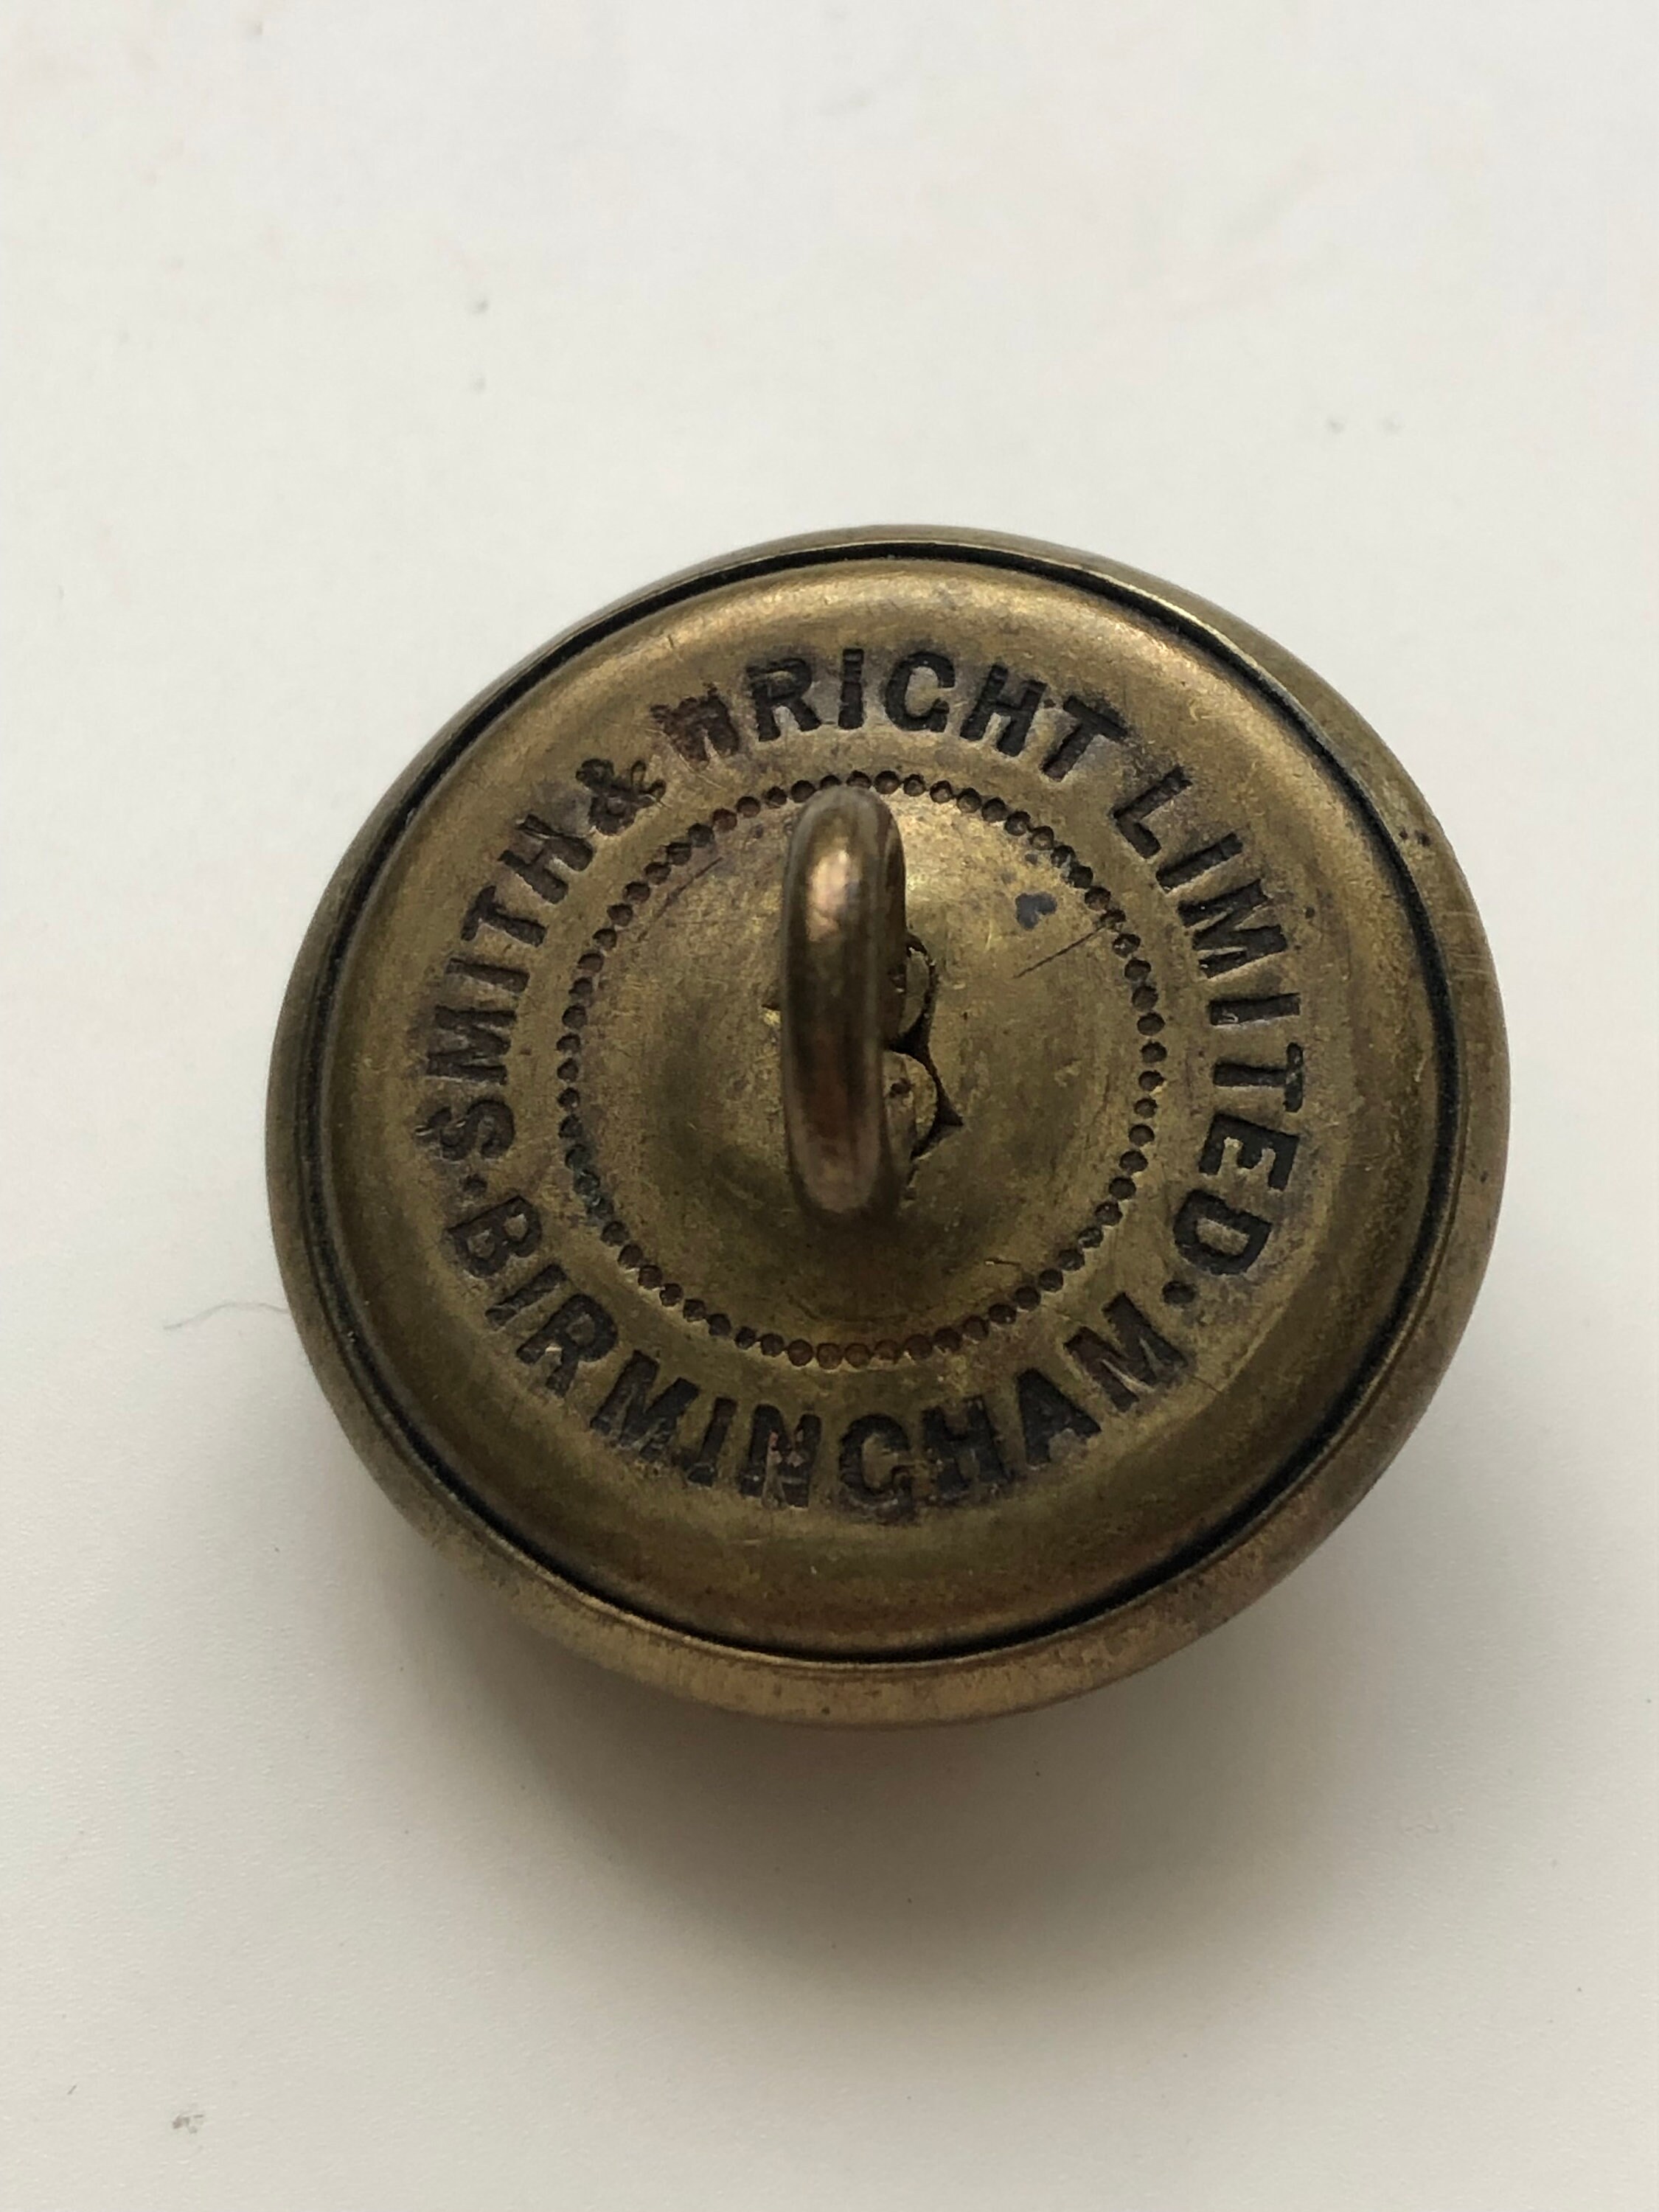 SMITH & WRIGHT LIMITED.
BIRMINGHAM